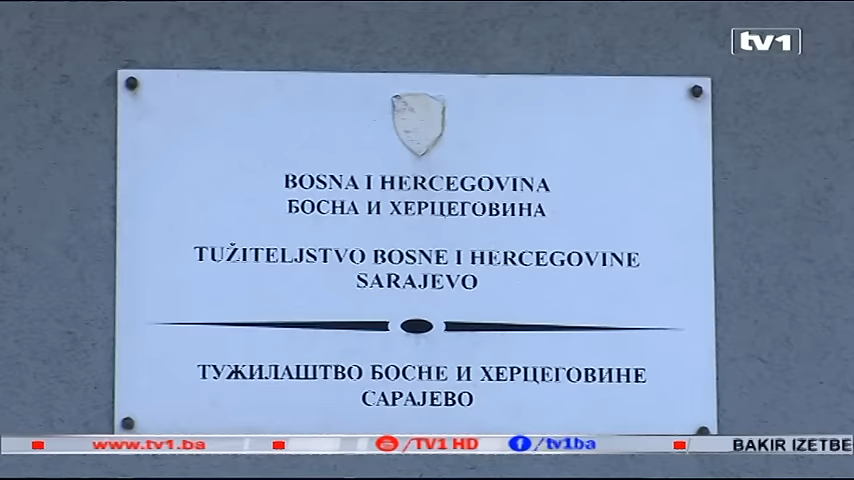 tv1
BOSNA I HERCEGOVINA
БОСНА И ХЕРЦЕГОВИНА
TUŽITELJSTVO BOSNE I HERCEGOVINE
SARAJEVO
ТУЖИЛАШТВО БОСНЕ И ХЕРЦЕГОВИНЕ
САРАЈЕВО
www.tv1.ba /TV1 HD /tv1ba BAKIR IZETBE